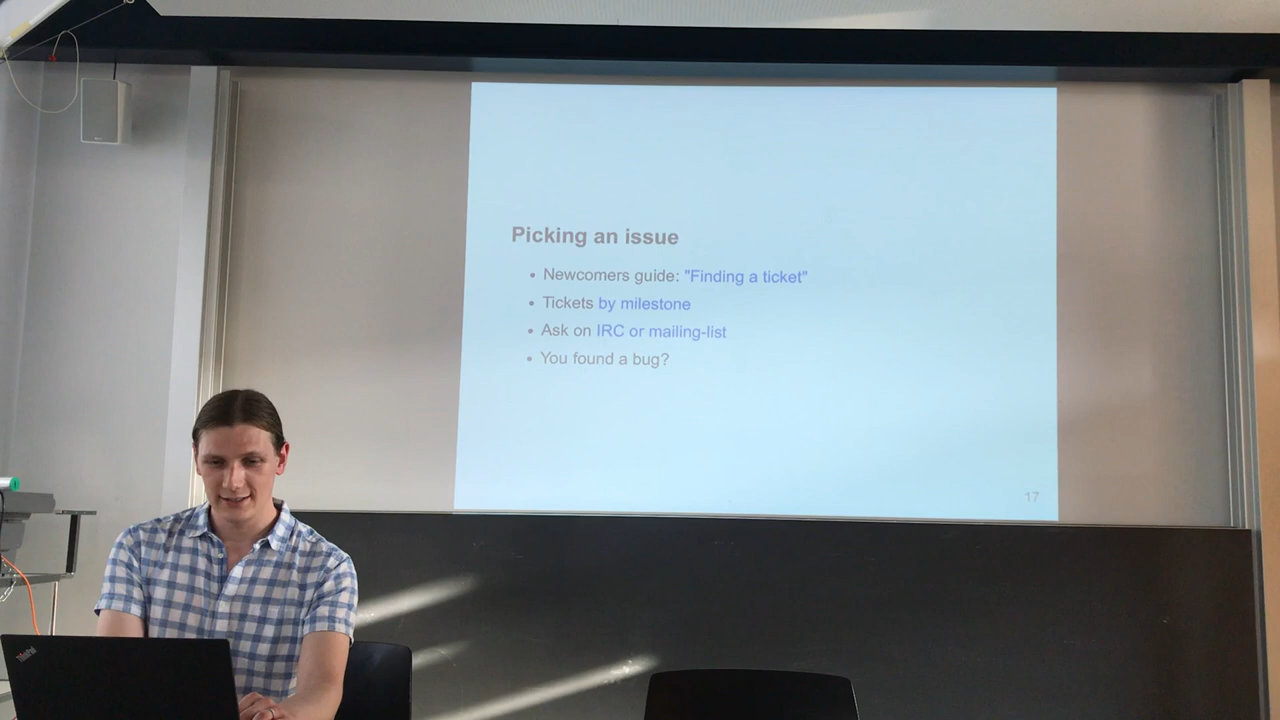 Picking an issue
• Newcomers guide: "Finding a ticket"
• Tickets by milestone
• Ask on IRC or mailing-list
• You found a bug?
17
ThinkPad